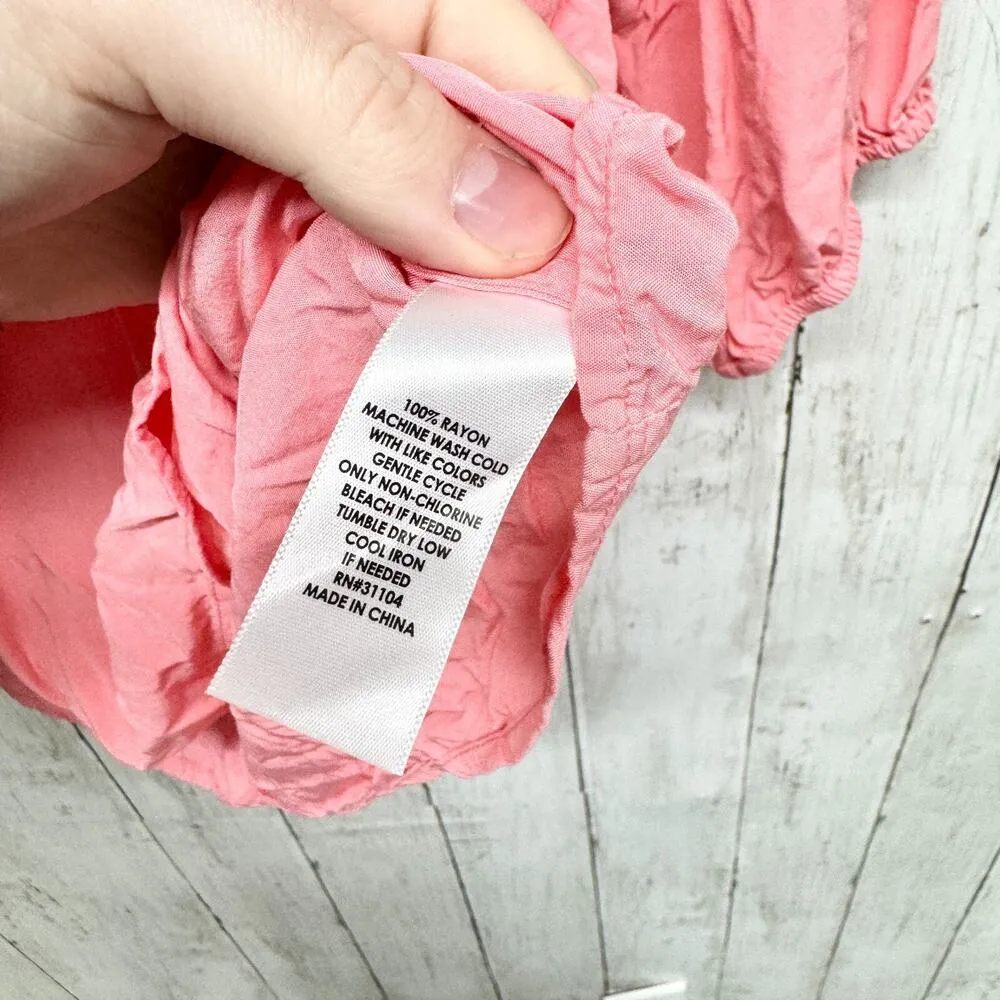 100% RAYON
MACHINE WASH COLD
WITH LIKE COLORS
GENTLE CYCLE
ONLY NON-CHLORINE
BLEACH IF NEEDED
TUMBLE DRY LOW
COOL IRON
IF NEEDED
RN#31104
MADE IN CHINA